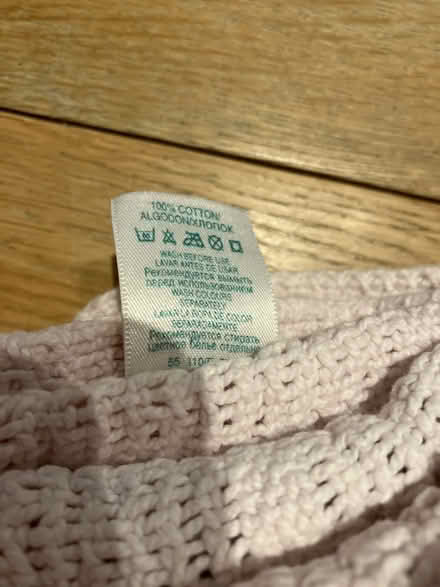 100% COTTON/
ALGODON/ХЛОПОК
WASH BEFORE USE
LAVAR ANTES DE USAR
Рекомендуется вымыть
перед использованием
WASH COLOURS
SEPARATELY
LAVAR LA ROPA DE COLOR
SEPARADAMENTE
Рекомендуется стирать
цветное белье отдельно